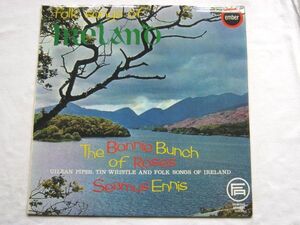 Folk Songs of
Ireland
ember
The Bonnie Bunch
of Roses
UILLEAN PIPES, TIN WHISTLE AND FOLK SONGS OF IRELAND
Seamus Ennis